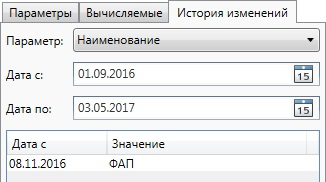 Параметры Вычисляемые История изменений
Параметр: Наименование
Дата с: 01.09.2016 15
Дата по: 03.05.2017 15
Дата с Значение
08.11.2016 ФАП